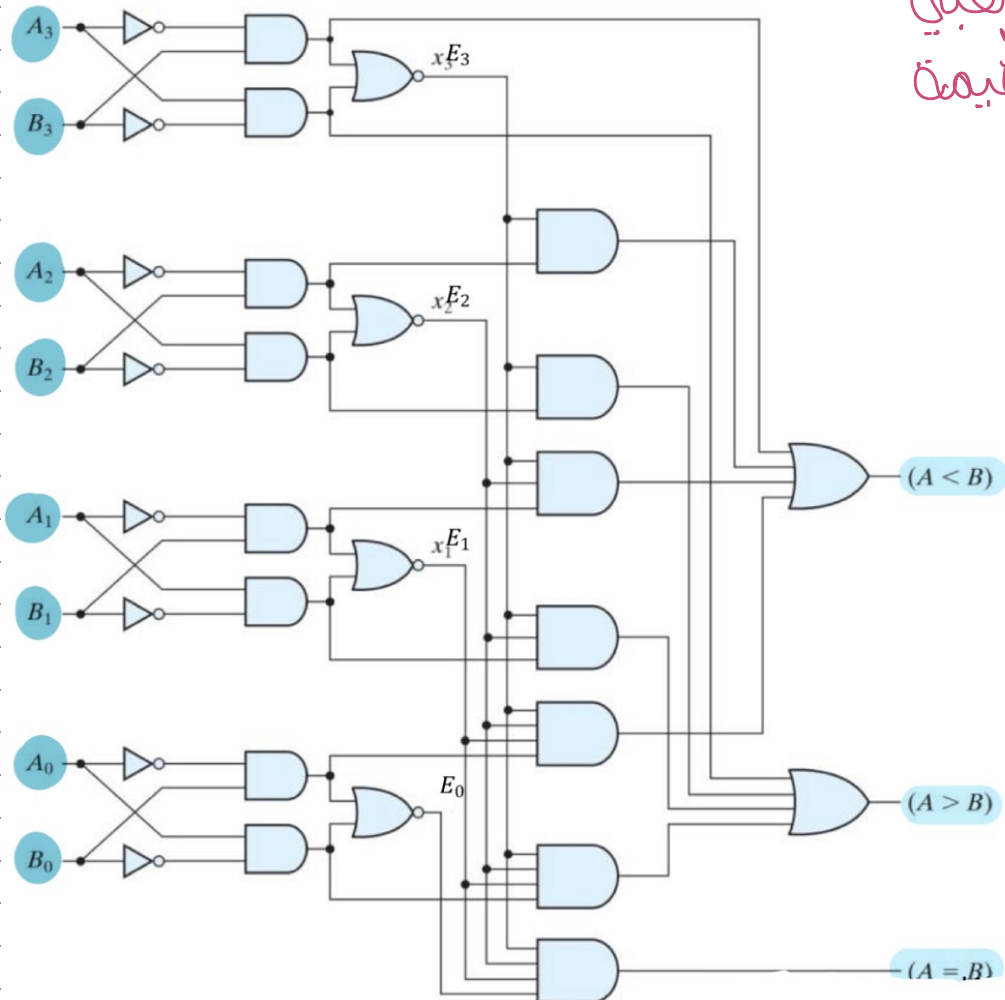 A₃
x₃E₃
B₃
A₂
x₂E₂
B₂
(A < B)
A₁
x₁E₁
B₁
A₀
E₀
(A > B)
B₀
(A = B)